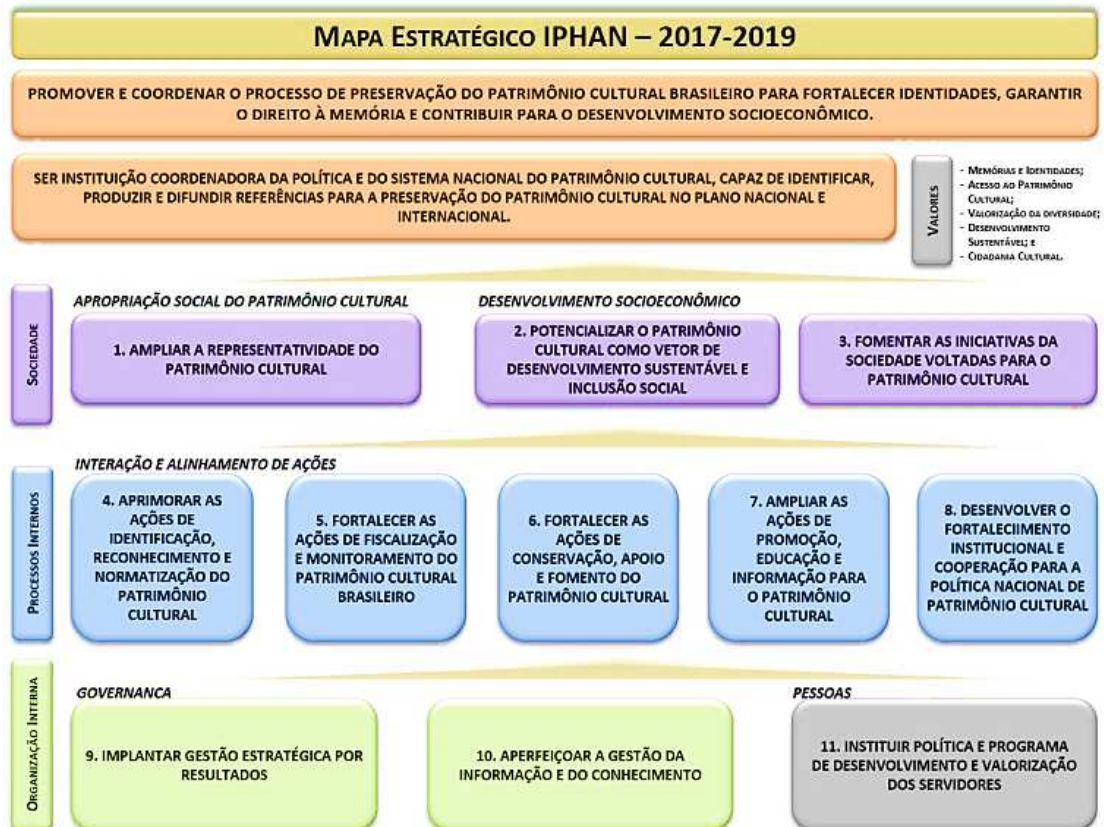 MAPA ESTRATÉGICO IPHAN – 2017-2019
PROMOVER E COORDENAR O PROCESSO DE PRESERVAÇÃO DO PATRIMÔNIO CULTURAL BRASILEIRO PARA FORTALECER IDENTIDADES, GARANTIR
O DIREITO À MEMÓRIA E CONTRIBUIR PARA O DESENVOLVIMENTO SOCIOECONÔMICO.
SER INSTITUIÇÃO COORDENADORA DA POLÍTICA E DO SISTEMA NACIONAL DO PATRIMÔNIO CULTURAL, CAPAZ DE IDENTIFICAR,
PRODUZIR E DIFUNDIR REFERÊNCIAS PARA A PRESERVAÇÃO DO PATRIMÔNIO CULTURAL NO PLANO NACIONAL E
INTERNACIONAL.
VALORES
- MEMÓRIAS E IDENTIDADES;
- ACESSO AO PATRIMÔNIO
CULTURAL;
- VALORIZAÇÃO DA DIVERSIDADE;
- DESENVOLVIMENTO
SUSTENTÁVEL; E
- CIDADANIA CULTURAL.
SOCIEDADE
APROPRIAÇÃO SOCIAL DO PATRIMÔNIO CULTURAL
1. AMPLIAR A REPRESENTATIVIDADE DO
PATRIMÔNIO CULTURAL
DESENVOLVIMENTO SOCIOECONÔMICO
2. POTENCIALIZAR O PATRIMÔNIO
CULTURAL COMO VETOR DE
DESENVOLVIMENTO SUSTENTÁVEL E
INCLUSÃO SOCIAL
3. FOMENTAR AS INICIATIVAS DA
SOCIEDADE VOLTADAS PARA O
PATRIMÔNIO CULTURAL
PROCESSOS INTERNOS
INTERAÇÃO E ALINHAMENTO DE AÇÕES
4. APRIMORAR AS
AÇÕES DE
IDENTIFICAÇÃO,
RECONHECIMENTO E
NORMATIZAÇÃO DO
PATRIMÔNIO
CULTURAL
5. FORTALECER AS
AÇÕES DE FISCALIZAÇÃO
E MONITORAMENTO DO
PATRIMÔNIO CULTURAL
BRASILEIRO
6. FORTALECER AS
AÇÕES DE
CONSERVAÇÃO, APOIO
E FOMENTO DO
PATRIMÔNIO CULTURAL
7. AMPLIAR AS
AÇÕES DE
PROMOÇÃO,
EDUCAÇÃO E
INFORMAÇÃO PARA
O PATRIMÔNIO
CULTURAL
8. DESENVOLVER O
FORTALECIIMENTO
INSTITUCIONAL E
COOPERAÇÃO PARA A
POLÍTICA NACIONAL DE
PATRIMÔNIO CULTURAL
ORGANIZAÇÃO INTERNA
GOVERNANCA
9. IMPLANTAR GESTÃO ESTRATÉGICA POR
RESULTADOS
10. APERFEIÇOAR A GESTÃO DA
INFORMAÇÃO E DO CONHECIMENTO
PESSOAS
11. INSTITUIR POLÍTICA E PROGRAMA
DE DESENVOLVIMENTO E VALORIZAÇÃO
DOS SERVIDORES